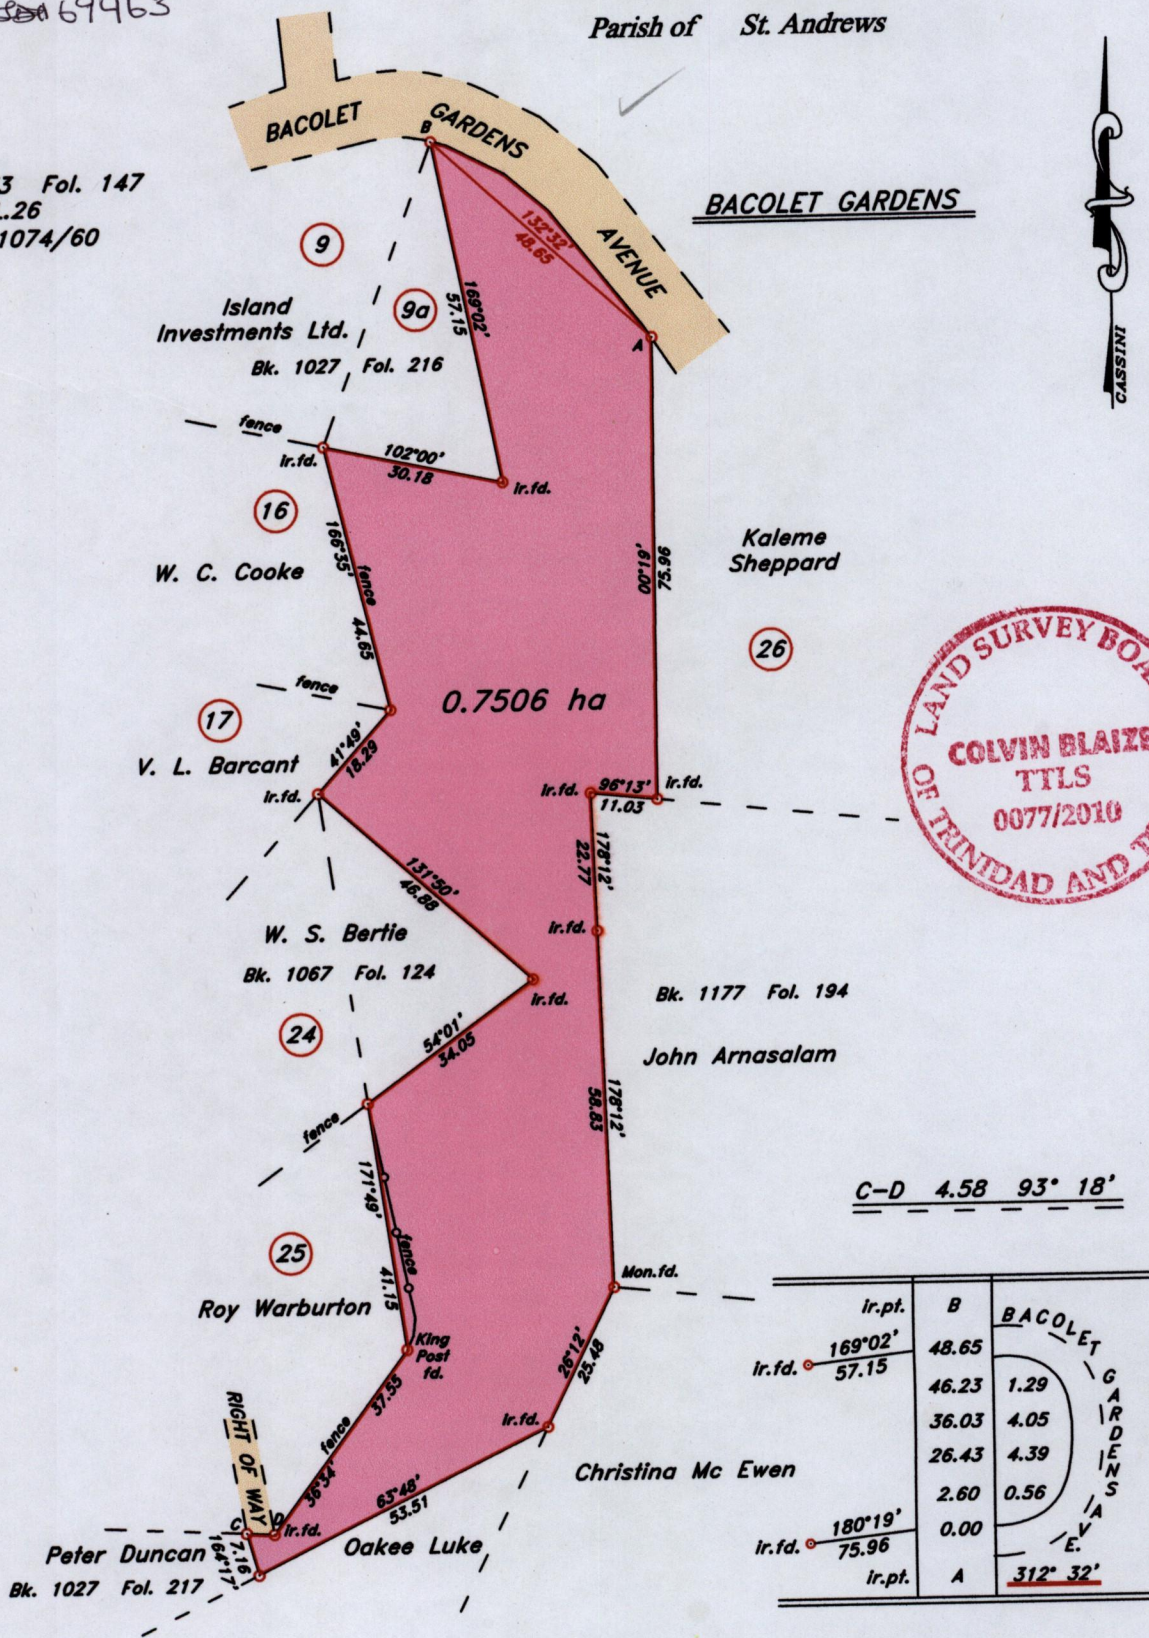 69463
Parish of St. Andrews
3 Fol. 147
.26
1074/60
BACOLET GARDENS AVENUE
BACOLET GARDENS
CASSINI
B
132°32'
48.65
A
9
9a
Island
Investments Ltd.
Bk. 1027 Fol. 216
169°02'
57.15
fence
ir.fd.
102°00'
30.18
ir.fd.
16
W. C. Cooke
166°35'
fence
44.65
00°19'
75.96
Kaleme
Sheppard
26
LAND SURVEY BOA
OF TRINIDAD AND T
COLVIN BLAIZE
TTLS
0077/2010
fence
0.7506 ha
17
V. L. Barcant
41°49'
18.29
ir.fd.
ir.fd.
96°13'
11.03
ir.fd.
178°12'
22.77
131°50'
46.88
ir.fd.
W. S. Bertie
Bk. 1067 Fol. 124
ir.fd.
24
54°01'
34.05
Bk. 1177 Fol. 194
John Arnasalam
178°12'
58.83
fence
171°49'
fence
41.15
25
Roy Warburton
King
Post
fd.
Mon.fd.
26°12'
25.48
ir.fd.
37.55
fence
36°34'
RIGHT OF WAY
C
D
ir.fd.
7.16
164°17'
63°48'
53.51
Christina Mc Ewen
Oakee Luke
Peter Duncan
Bk. 1027 Fol. 217
C-D 4.58 93° 18'
ir.pt. B
ir.fd. 169°02' 48.65
57.15
46.23 1.29
36.03 4.05
26.43 4.39
2.60 0.56
ir.fd. 180°19' 0.00
75.96
ir.pt. A 312° 32'
BACOLET GARDENS AVE.